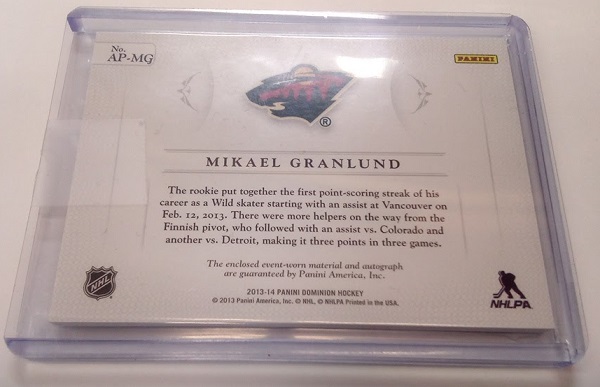 No.
AP-MG
PANINI
®
MIKAEL GRANLUND
The rookie put together the first point-scoring streak of his
career as a Wild skater starting with an assist at Vancouver on
Feb. 12, 2013. There were more helpers on the way from the
Finnish pivot, who followed with an assist vs. Colorado and
another vs. Detroit, making it three points in three games.
The enclosed event-worn material and autograph
are guaranteed by Panini America, Inc.
2013-14 PANINI DOMINION HOCKEY
© 2013 Panini America, Inc. © NHL, © NHLPA Printed in the USA.
NHL
NHLPA